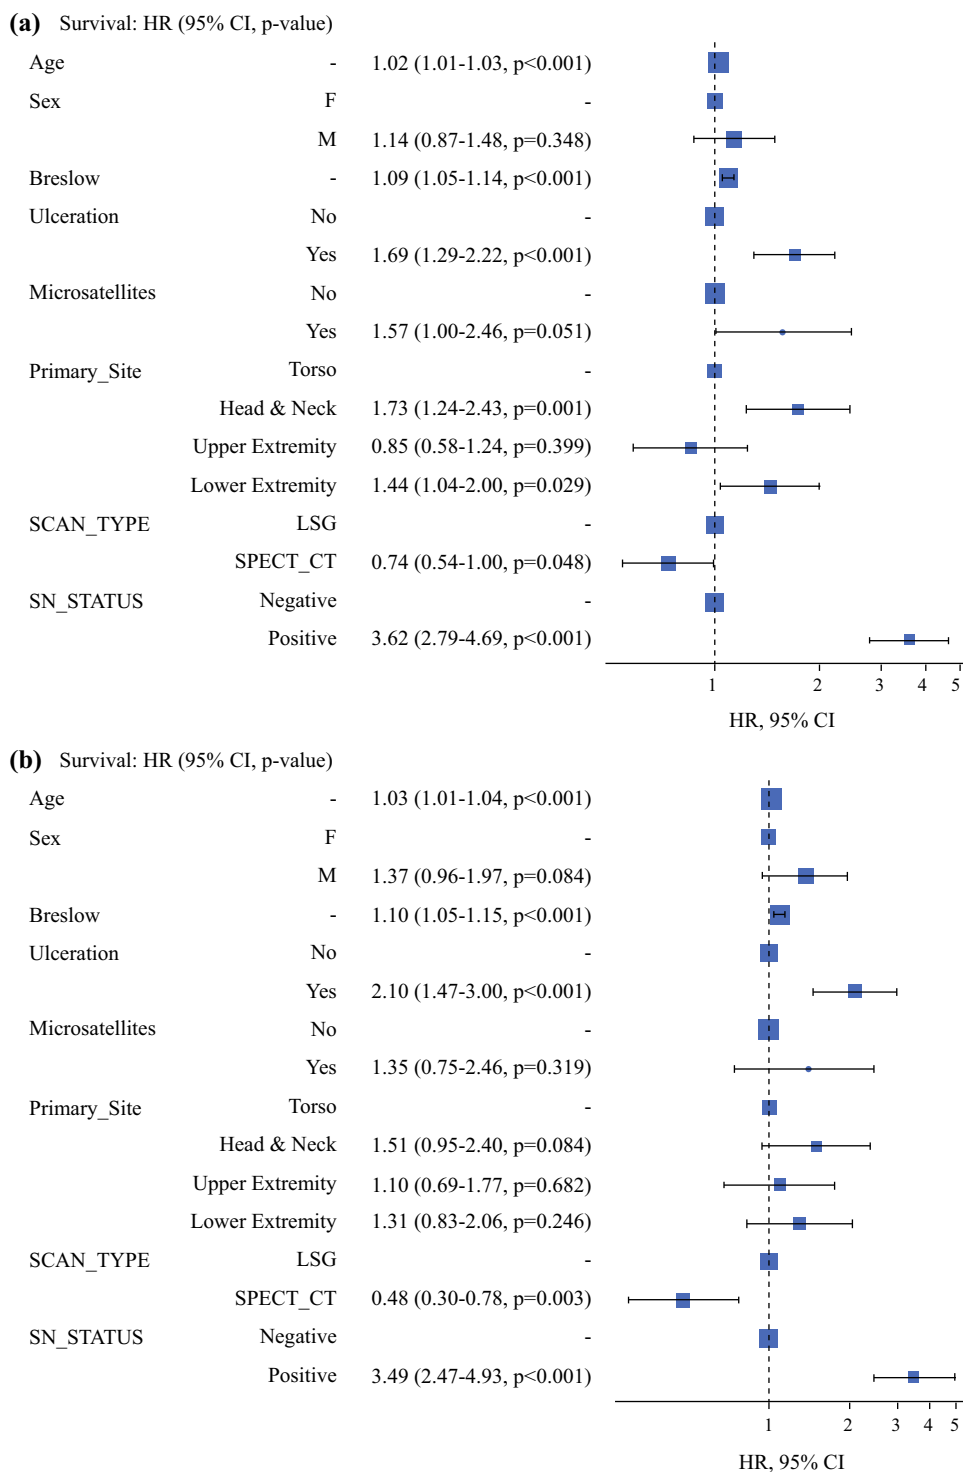 (a) Survival: HR (95% CI, p-value)
Age - 1.02 (1.01-1.03, p<0.001)
Sex F -
M 1.14 (0.87-1.48, p=0.348)
Breslow - 1.09 (1.05-1.14, p<0.001)
Ulceration No -
Yes 1.69 (1.29-2.22, p<0.001)
Microsatellites No -
Yes 1.57 (1.00-2.46, p=0.051)
Primary_Site Torso -
Head & Neck 1.73 (1.24-2.43, p=0.001)
Upper Extremity 0.85 (0.58-1.24, p=0.399)
Lower Extremity 1.44 (1.04-2.00, p=0.029)
SCAN_TYPE LSG -
SPECT_CT 0.74 (0.54-1.00, p=0.048)
SN_STATUS Negative -
Positive 3.62 (2.79-4.69, p<0.001)
1 2 3 4 5
HR, 95% CI
(b) Survival: HR (95% CI, p-value)
Age - 1.03 (1.01-1.04, p<0.001)
Sex F -
M 1.37 (0.96-1.97, p=0.084)
Breslow - 1.10 (1.05-1.15, p<0.001)
Ulceration No -
Yes 2.10 (1.47-3.00, p<0.001)
Microsatellites No -
Yes 1.35 (0.75-2.46, p=0.319)
Primary_Site Torso -
Head & Neck 1.51 (0.95-2.40, p=0.084)
Upper Extremity 1.10 (0.69-1.77, p=0.682)
Lower Extremity 1.31 (0.83-2.06, p=0.246)
SCAN_TYPE LSG -
SPECT_CT 0.48 (0.30-0.78, p=0.003)
SN_STATUS Negative -
Positive 3.49 (2.47-4.93, p<0.001)
1 2 3 4 5
HR, 95% CI